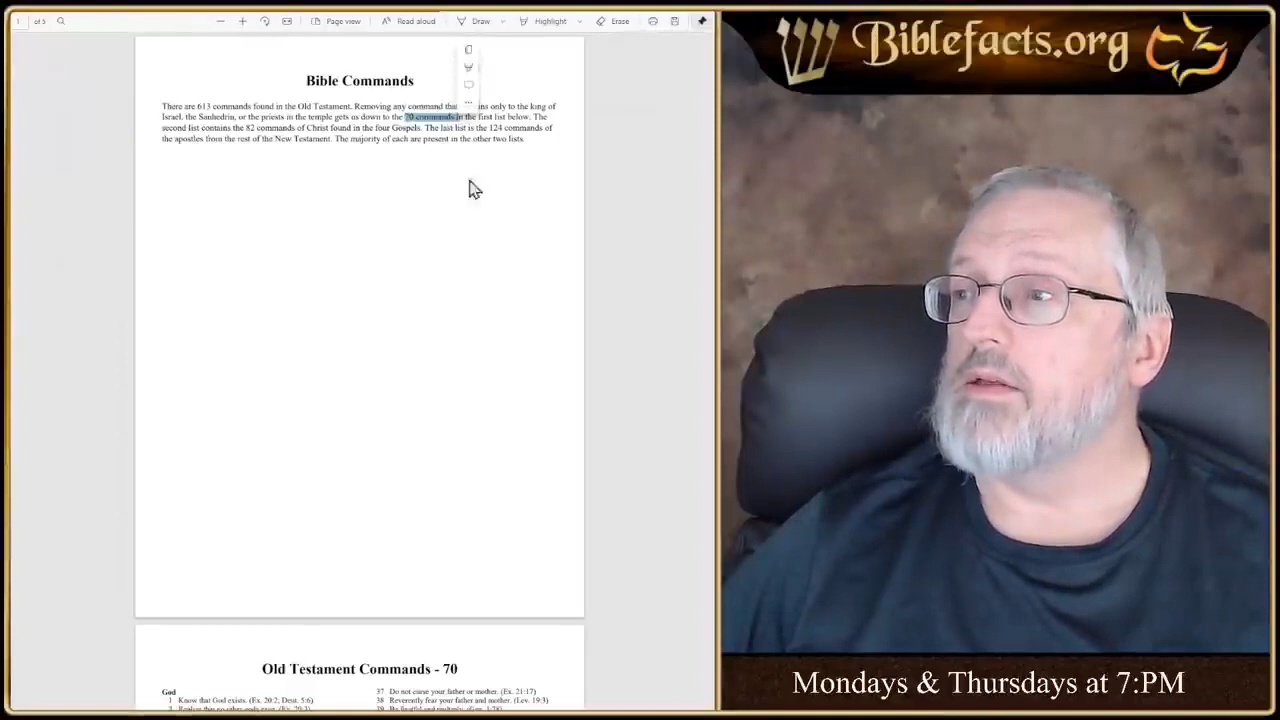 1 of 5 Page view Read aloud Draw Highlight Erase
Biblefacts.org
Bible Commands
There are 613 commands found in the Old Testament. Removing any command that only to the king of
Israel, the Sanhedrin, or the priests in the temple gets us down to the 70 commands in the first list below. The
second list contains the 82 commands of Christ found in the four Gospels. The last list is the 124 commands of
the apostles from the rest of the New Testament. The majority of each are present in the other two lists.
Old Testament Commands - 70
God
1 Know that God exists. (Ex. 20:2; Deut. 5:6)
37 Do not curse your father or mother. (Ex. 21:17)
38 Reverently fear your father and mother. (Lev. 19:3)
Mondays & Thursdays at 7:PM